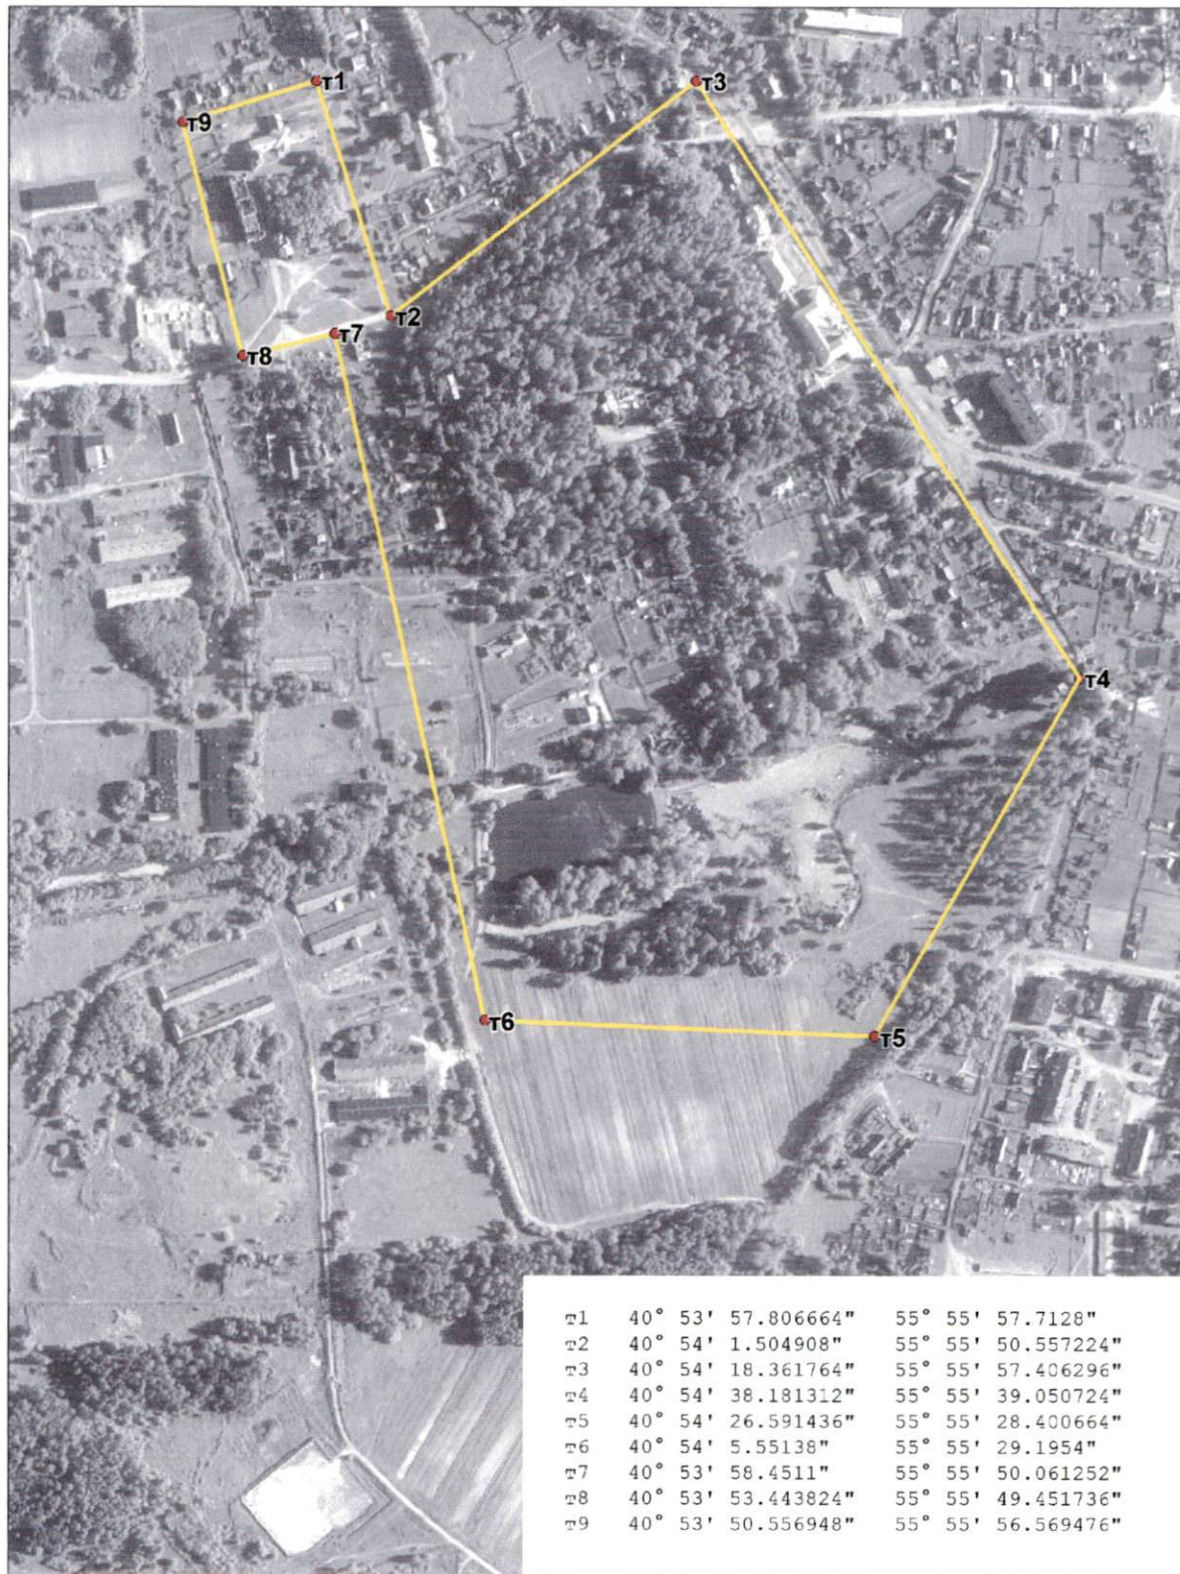 т1
т3
т9
т2
т7
т8
т4
т6
т5
т1 40° 53' 57.806664" 55° 55' 57.7128"
т2 40° 54' 1.504908" 55° 55' 50.557224"
т3 40° 54' 18.361764" 55° 55' 57.406296"
т4 40° 54' 38.181312" 55° 55' 39.050724"
т5 40° 54' 26.591436" 55° 55' 28.400664"
т6 40° 54' 5.55138" 55° 55' 29.1954"
т7 40° 53' 58.4511" 55° 55' 50.061252"
т8 40° 53' 53.443824" 55° 55' 49.451736"
т9 40° 53' 50.556948" 55° 55' 56.569476"